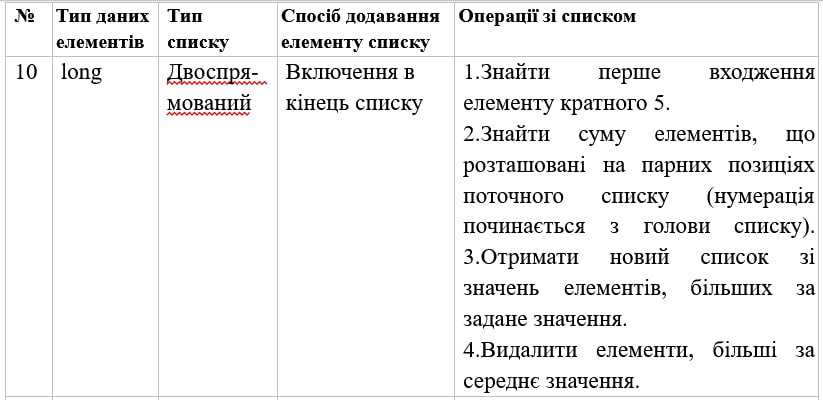 № Тип даних елементів Тип списку Спосіб додавання елементу списку Операції зі списком
10 long Двоспря-мований Включення в кінець списку
1.Знайти перше входження
елементу кратного 5.
2.Знайти суму елементів, що
розташовані на парних позиціях
поточного списку (нумерація
починається з голови списку).
3.Отримати новий список зі
значень елементів, більших за
задане значення.
4.Видалити елементи, більші за
середнє значення.